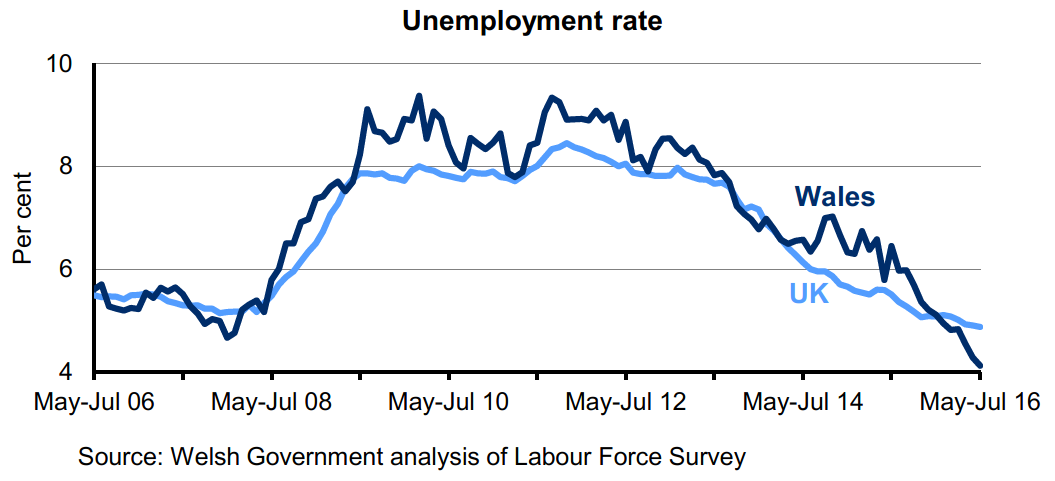 Unemployment rate
10
8
6
4
Per cent
Wales
UK
May-Jul 06 May-Jul 08 May-Jul 10 May-Jul 12 May-Jul 14 May-Jul 16
Source: Welsh Government analysis of Labour Force Survey